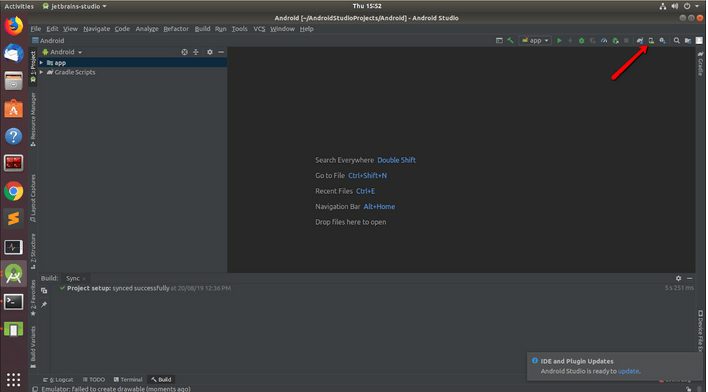 Activities
jetbrains-studio
Thu 15:52
Android [~/AndroidStudioProjects/Android] - Android Studio
File Edit View Navigate Code Analyze Refactor Build Run Tools VCS Window Help
Android
app
Android
app
Gradle Scripts
1: Project
Resource Manager
Layout Captures
Z: Structure
2: Favorites
Build Variants
Gradle
Search Everywhere Double Shift
Go to File Ctrl+Shift+N
Recent Files Ctrl+E
Navigation Bar Alt+Home
Drop files here to open
Build: Sync
Project setup: synced successfully at 20/08/19 12:36 PM
5 s 251 ms
Device File Ex
IDE and Plugin Updates
Android Studio is ready to update.
6: Logcat
TODO
Terminal
Build
Emulator: failed to create drawable (moments ago)